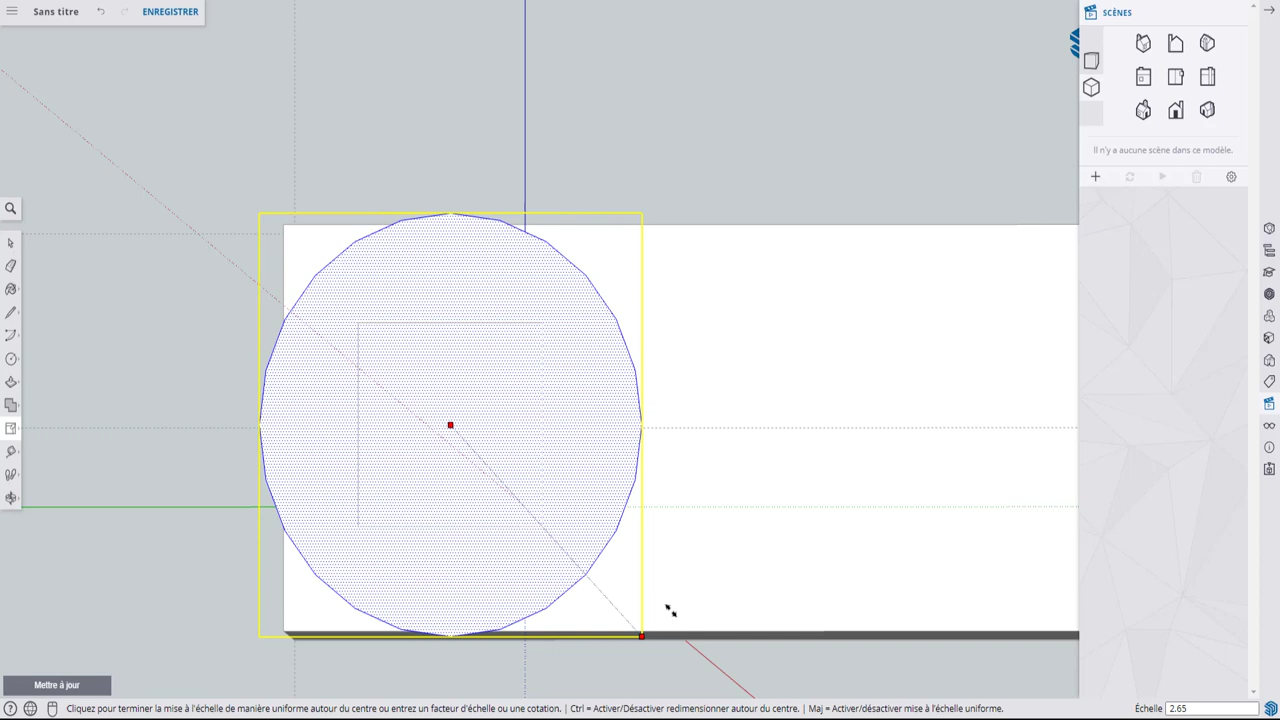 Sans titre
ENREGISTRER
SCÈNES
Il n'y a aucune scène dans ce modèle.
Mettre à jour
Cliquez pour terminer la mise à l'échelle de manière uniforme autour du centre ou entrez un facteur d'échelle ou une cotation. | Ctrl = Activer/Désactiver redimensionner autour du centre. | Maj = Activer/désactiver mise à l'échelle uniforme.
Échelle 2.65